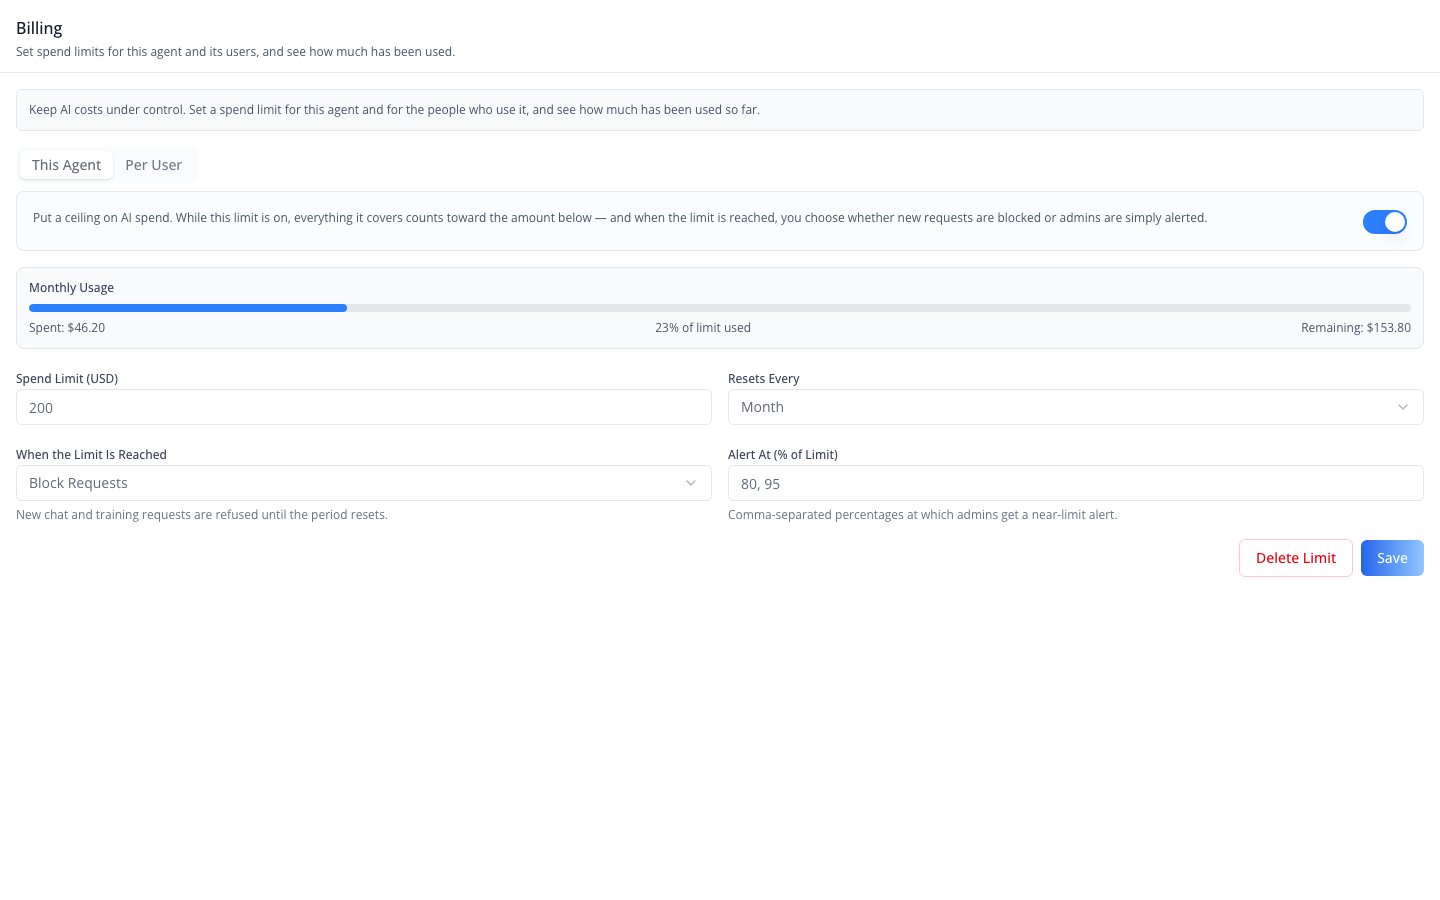 Billing
Set spend limits for this agent and its users, and see how much has been used.
Keep AI costs under control. Set a spend limit for this agent and for the people who use it, and see how much has been used so far.
This Agent
Per User
Put a ceiling on AI spend. While this limit is on, everything it covers counts toward the amount below — and when the limit is reached, you choose whether new requests are blocked or admins are simply alerted.
Monthly Usage
Spent: $46.20
23% of limit used
Remaining: $153.80
Spend Limit (USD)
200
Resets Every
Month
When the Limit Is Reached
Block Requests
New chat and training requests are refused until the period resets.
Alert At (% of Limit)
80, 95
Comma-separated percentages at which admins get a near-limit alert.
Delete Limit
Save